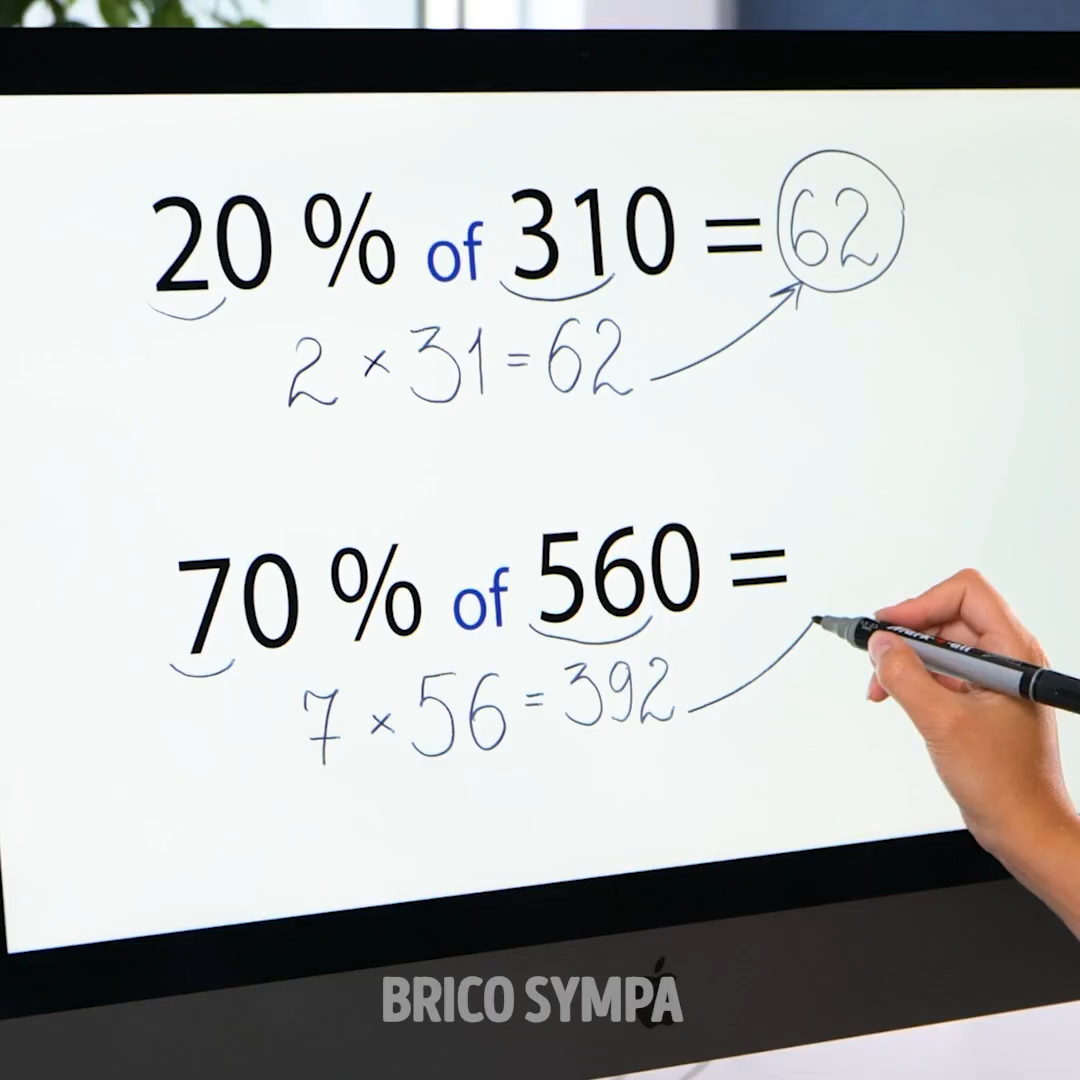 20 % of 310 = 62
2 × 31 = 62
70 % of 560 =
7 × 56 = 392
BRICO SYMPA